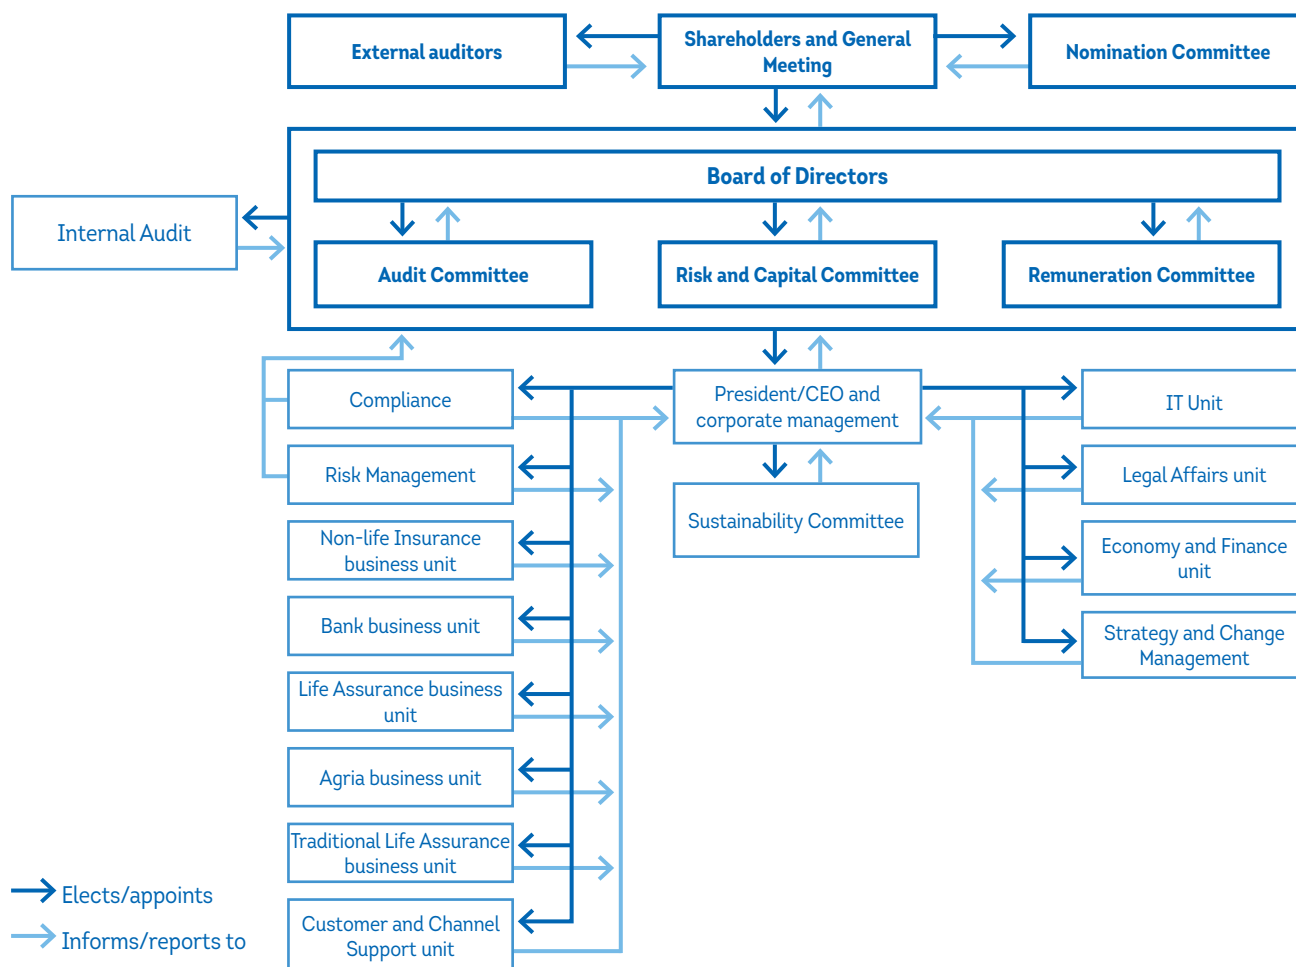 External auditors
Shareholders and General
Meeting
Nomination Committee
Board of Directors
Internal Audit
Audit Committee
Risk and Capital Committee
Remuneration Committee
Compliance
President/CEO and
corporate management
IT Unit
Risk Management
Legal Affairs unit
Sustainability Committee
Non-life Insurance
business unit
Economy and Finance
unit
Bank business unit
Strategy and Change
Management
Life Assurance business
unit
Agria business unit
Traditional Life Assurance
business unit
Customer and Channel
Support unit
Elects/appoints
Informs/reports to